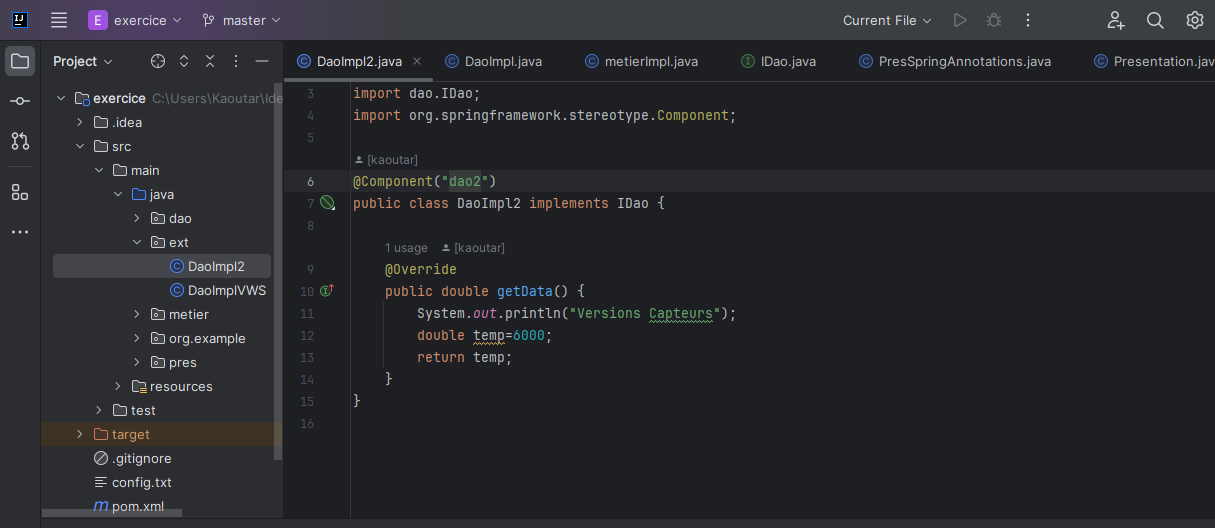 IJ E exercice master Current File
Project
exercice C:\Users\Kaoutar\Ide
.idea
src
main
java
dao
ext
DaoImpl2
DaoImplVWS
metier
org.example
pres
resources
test
target
.gitignore
config.txt
pom.xml
DaoImpl2.java DaoImpl.java metierImpl.java IDao.java PresSpringAnnotations.java Presentation.jav
3 import dao.IDao;
4 import org.springframework.stereotype.Component;
5
[kaoutar]
6 @Component("dao2")
7 public class DaoImpl2 implements IDao {
8
1 usage [kaoutar]
9 @Override
10 public double getData() {
11 System.out.println("Versions Capteurs");
12 double temp=6000;
13 return temp;
14 }
15 }
16